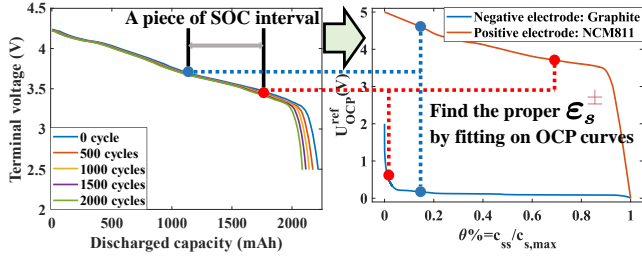 A piece of SOC interval
Terminal voltage (V)
4.5
4
3.5
3
2.5
2
0 cycle
500 cycles
1000 cycles
1500 cycles
2000 cycles
0
500
1000
1500
2000
Discharged capacity (mAh)
U_OCP^ref (V)
5
4
3
2
1
0
Negative electrode: Graphite
Positive electrode: NCM811
Find the proper ε_s^±
by fitting on OCP curves
0
0.2
0.4
0.6
0.8
1
θ%=c_ss/c_s,max